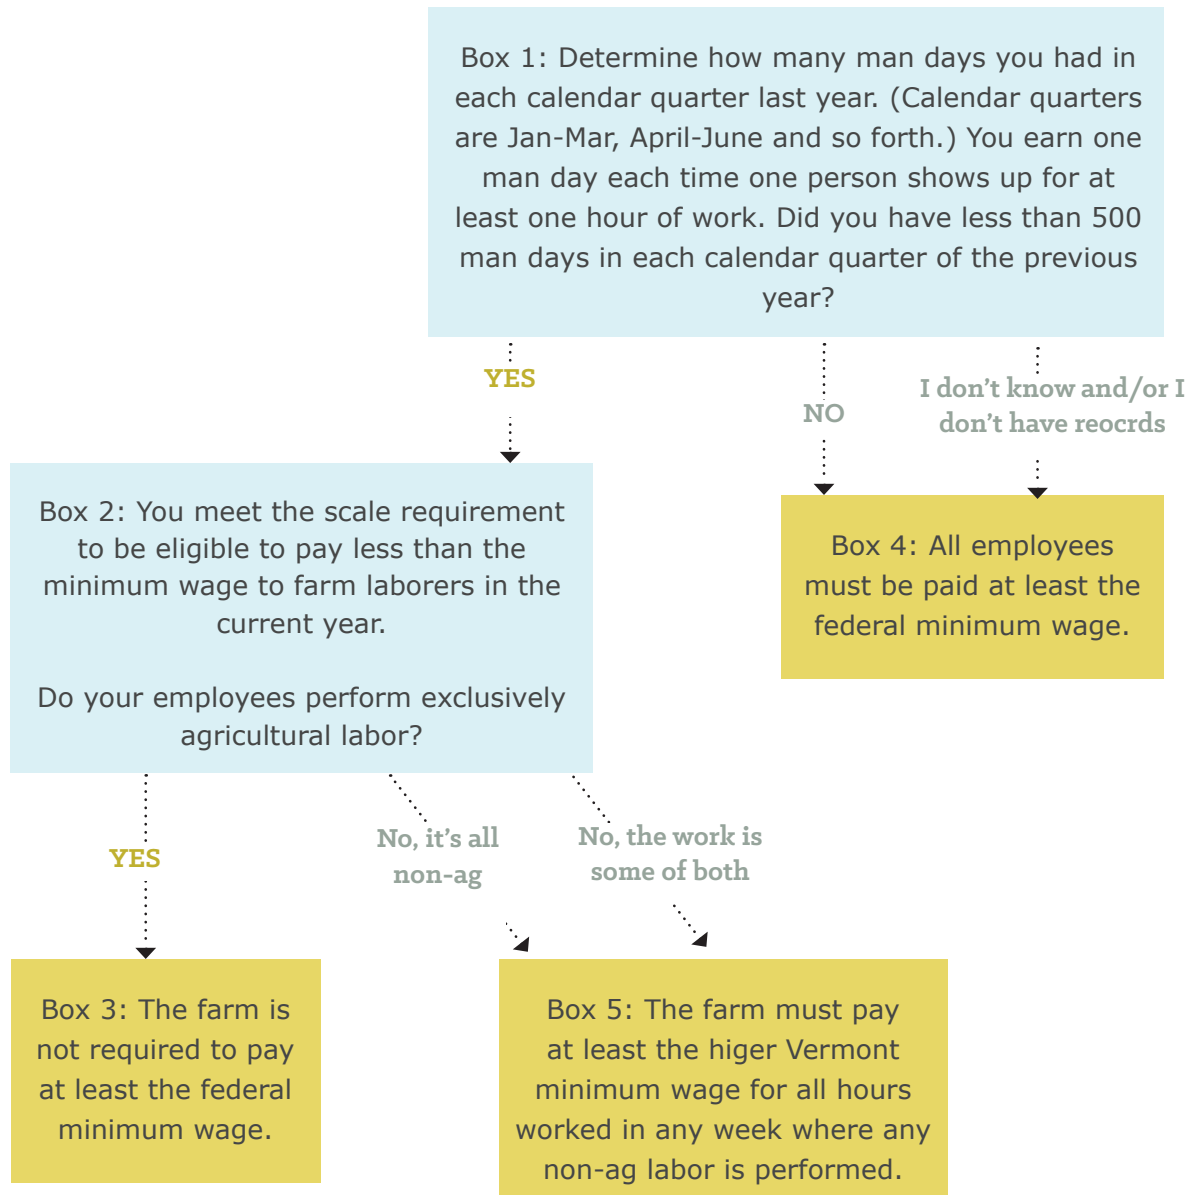 Box 1: Determine how many man days you had in
each calendar quarter last year. (Calendar quarters
are Jan-Mar, April-June and so forth.) You earn one
man day each time one person shows up for at
least one hour of work. Did you have less than 500
man days in each calendar quarter of the previous
year?
YES
NO
I don’t know and/or I
don’t have reocrds
Box 2: You meet the scale requirement
to be eligible to pay less than the
minimum wage to farm laborers in the
current year.
Do your employees perform exclusively
agricultural labor?
Box 4: All employees
must be paid at least the
federal minimum wage.
YES
No, it’s all
non-ag
No, the work is
some of both
Box 3: The farm is
not required to pay
at least the federal
minimum wage.
Box 5: The farm must pay
at least the higer Vermont
minimum wage for all hours
worked in any week where any
non-ag labor is performed.